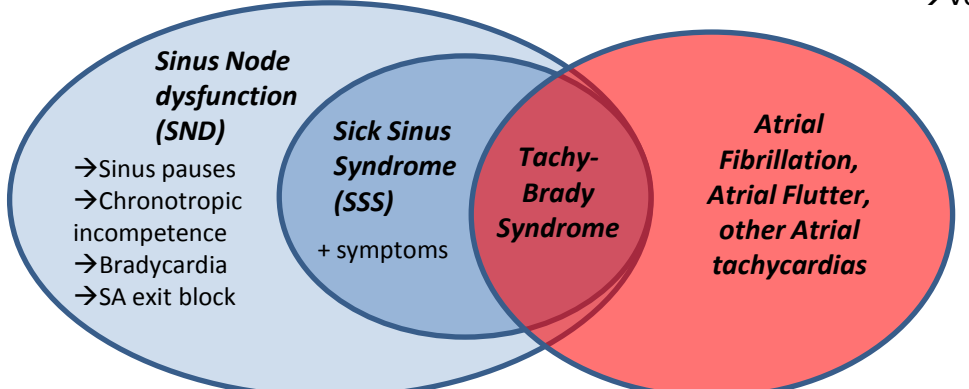 Sinus Node
dysfunction
(SND)
→Sinus pauses
→Chronotropic
incompetence
→Bradycardia
→SA exit block
Sick Sinus
Syndrome
(SSS)
+ symptoms
Tachy-
Brady
Syndrome
Atrial
Fibrillation,
Atrial Flutter,
other Atrial
tachycardias